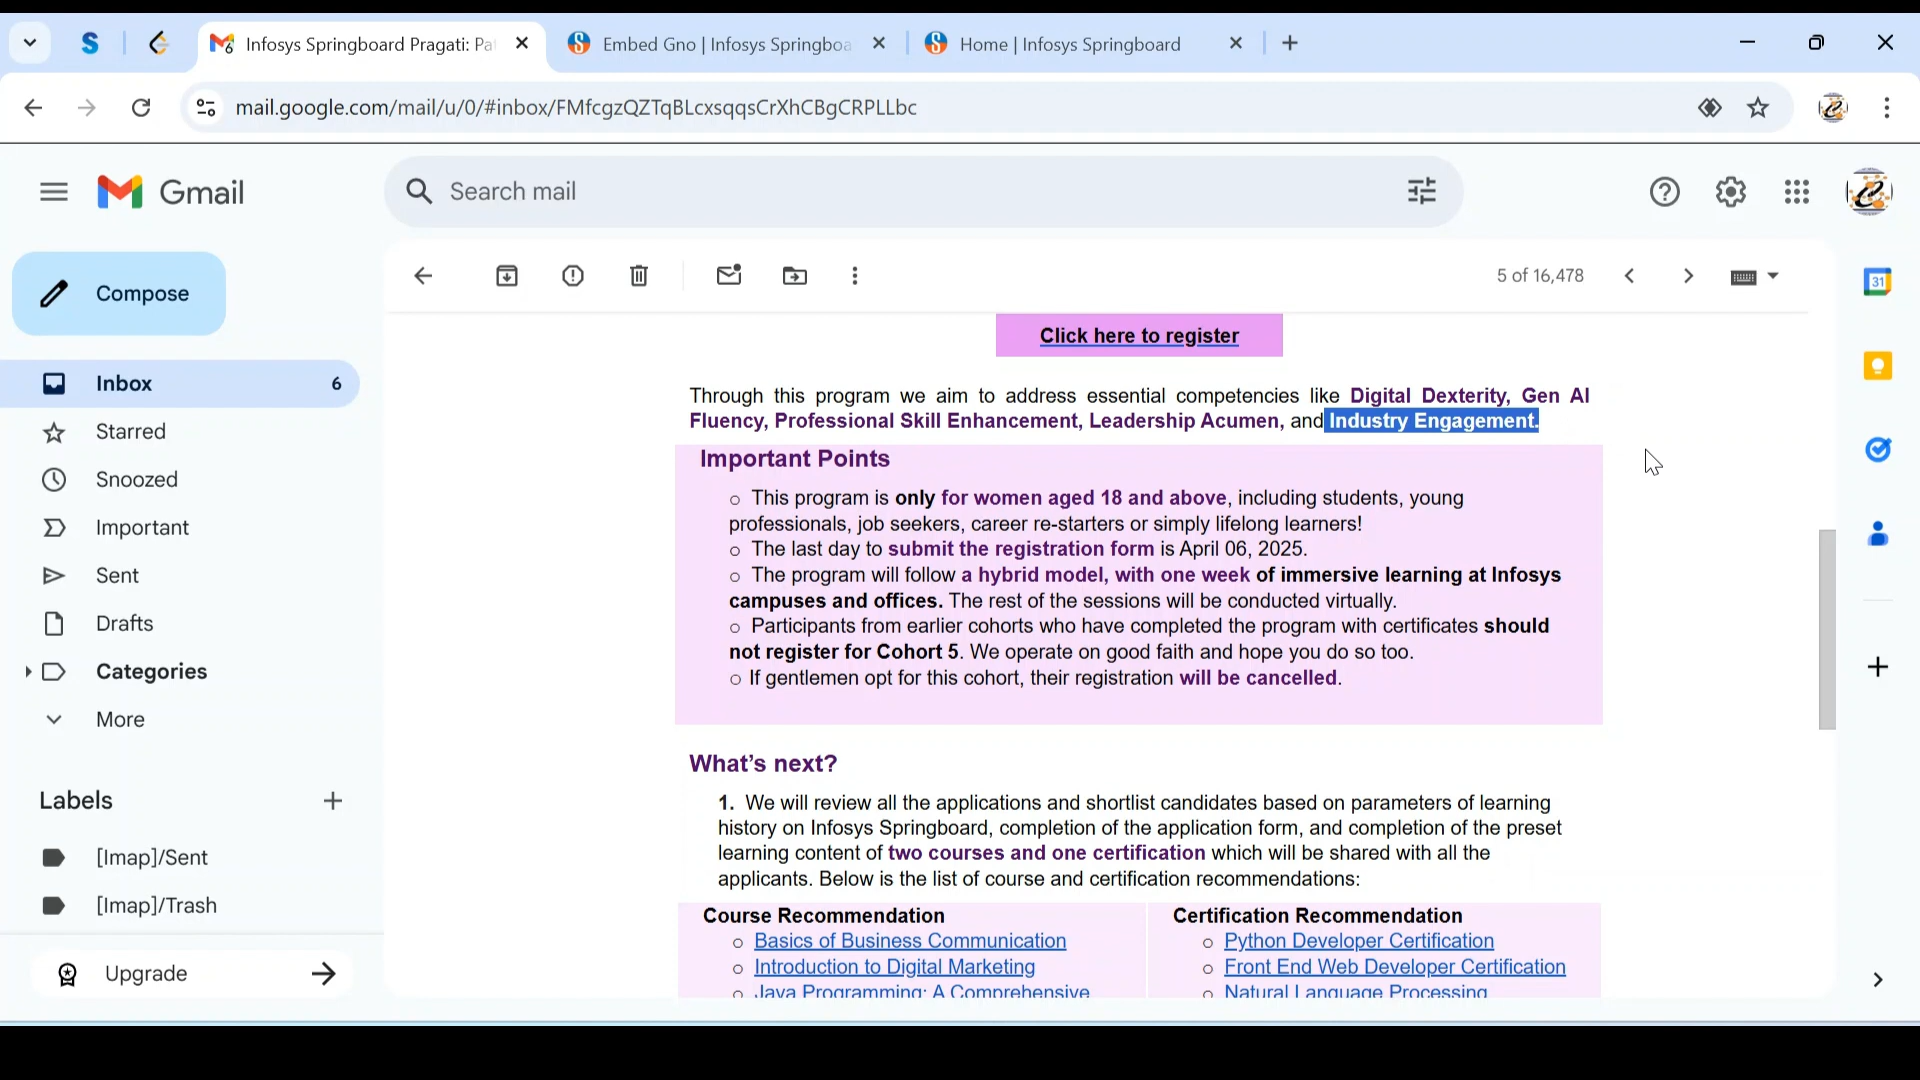 Infosys Springboard Pragati: Pa
Embed Gno | Infosys Springboa
Home | Infosys Springboard
mail.google.com/mail/u/0/#inbox/FMfcgzQZTqBLcxsqqsCrXhCBgCRPLLbc
Gmail
Search mail
Compose
5 of 16,478
31
Inbox 6
Starred
Snoozed
Important
Sent
Drafts
Categories
More
Labels
[Imap]/Sent
[Imap]/Trash
Upgrade
Click here to register
Through this program we aim to address essential competencies like Digital Dexterity, Gen AI
Fluency, Professional Skill Enhancement, Leadership Acumen, and Industry Engagement.
Important Points
o This program is only for women aged 18 and above, including students, young
professionals, job seekers, career re-starters or simply lifelong learners!
o The last day to submit the registration form is April 06, 2025.
o The program will follow a hybrid model, with one week of immersive learning at Infosys
campuses and offices. The rest of the sessions will be conducted virtually.
o Participants from earlier cohorts who have completed the program with certificates should
not register for Cohort 5. We operate on good faith and hope you do so too.
o If gentlemen opt for this cohort, their registration will be cancelled.
What's next?
1. We will review all the applications and shortlist candidates based on parameters of learning
history on Infosys Springboard, completion of the application form, and completion of the preset
learning content of two courses and one certification which will be shared with all the
applicants. Below is the list of course and certification recommendations:
Course Recommendation
o Basics of Business Communication
o Introduction to Digital Marketing
o Java Programming: A Comprehensive
Certification Recommendation
o Python Developer Certification
o Front End Web Developer Certification
o Natural Language Processing